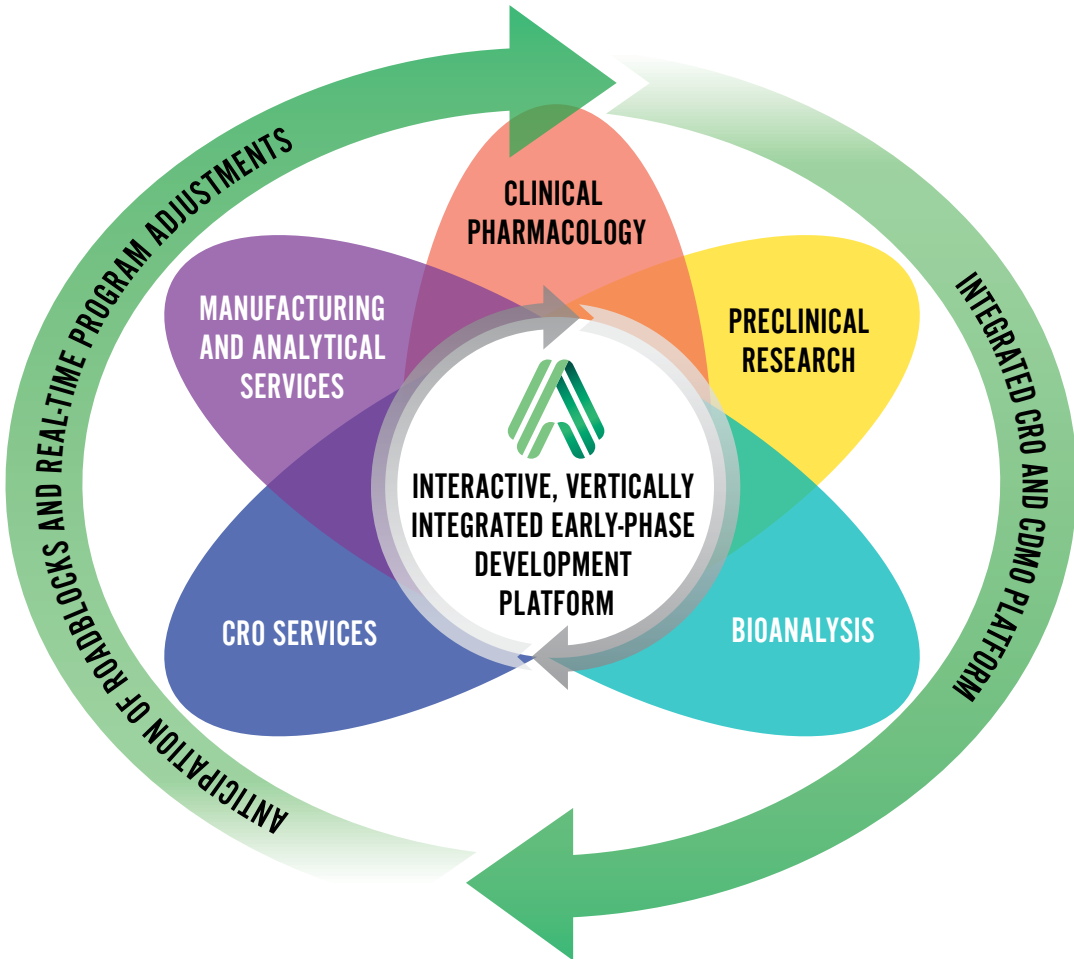 ANTICIPATION OF ROADBLOCKS AND REAL-TIME PROGRAM ADJUSTMENTS
INTEGRATED CRO AND CDMO PLATFORM
CLINICAL
PHARMACOLOGY
MANUFACTURING
AND ANALYTICAL
SERVICES
PRECLINICAL
RESEARCH
INTERACTIVE, VERTICALLY
INTEGRATED EARLY-PHASE
DEVELOPMENT
PLATFORM
CRO SERVICES
BIOANALYSIS